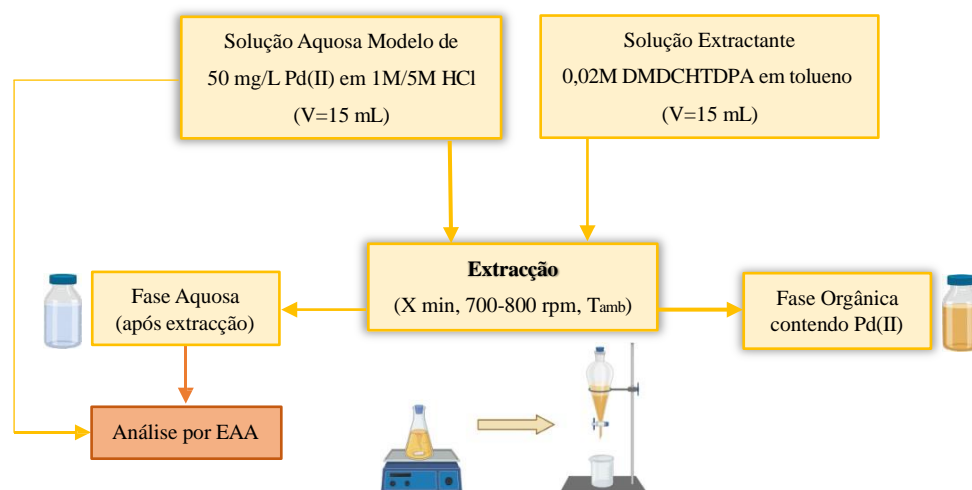 Solução Aquosa Modelo de
50 mg/L Pd(II) em 1M/5M HCl
(V=15 mL)
Solução Extractante
0,02M DMDCHTDPA em tolueno
(V=15 mL)
Extracção
(X min, 700-800 rpm, Tamb)
Fase Aquosa
(após extracção)
Fase Orgânica
contendo Pd(II)
Análise por EAA